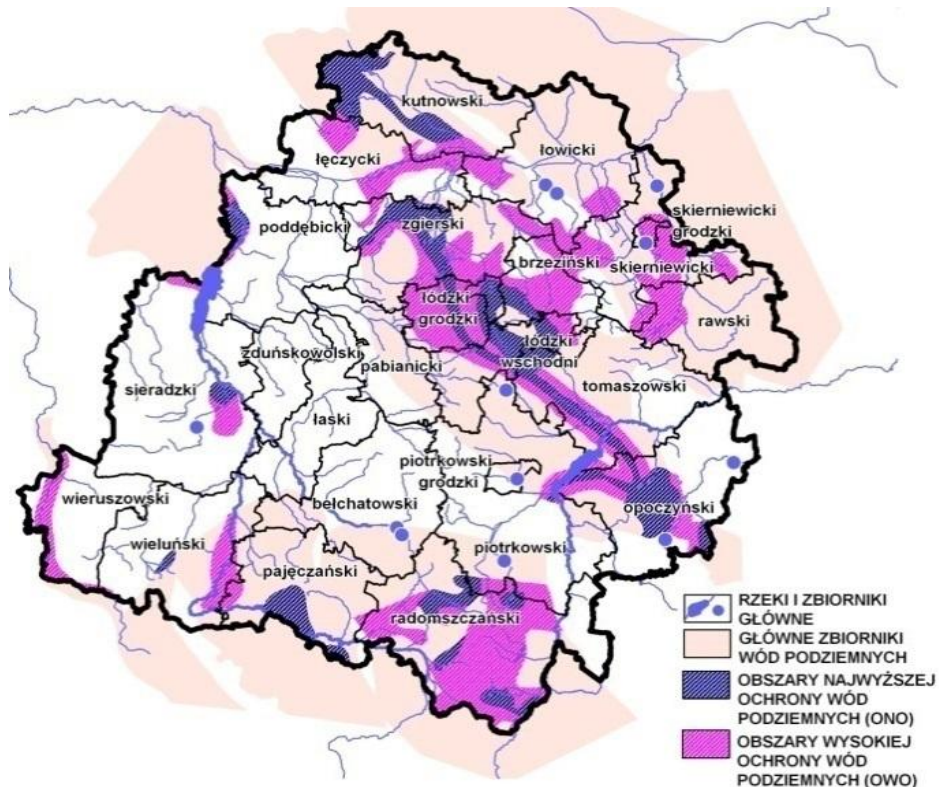 kutnowski
łowicki
łęczycki
skierniewicki
grodzki
poddębicki
zgierski
brzeziński
skierniewicki
łódzki
grodzki
rawski
zduńskowolski
łódzki
wschodni
pabianicki
sieradzki
tomaszowski
łaski
piotrkowski
grodzki
wieruszowski
bełchatowski
opoczyński
wieluński
piotrkowski
pajęczański
radomszczański
RZEKI I ZBIORNIKI
GŁÓWNE
GŁÓWNE ZBIORNIKI
WÓD PODZIEMNYCH
OBSZARY NAJWYŻSZEJ
OCHRONY WÓD
PODZIEMNYCH (ONO)
OBSZARY WYSOKIEJ
OCHRONY WÓD
PODZIEMNYCH (OWO)